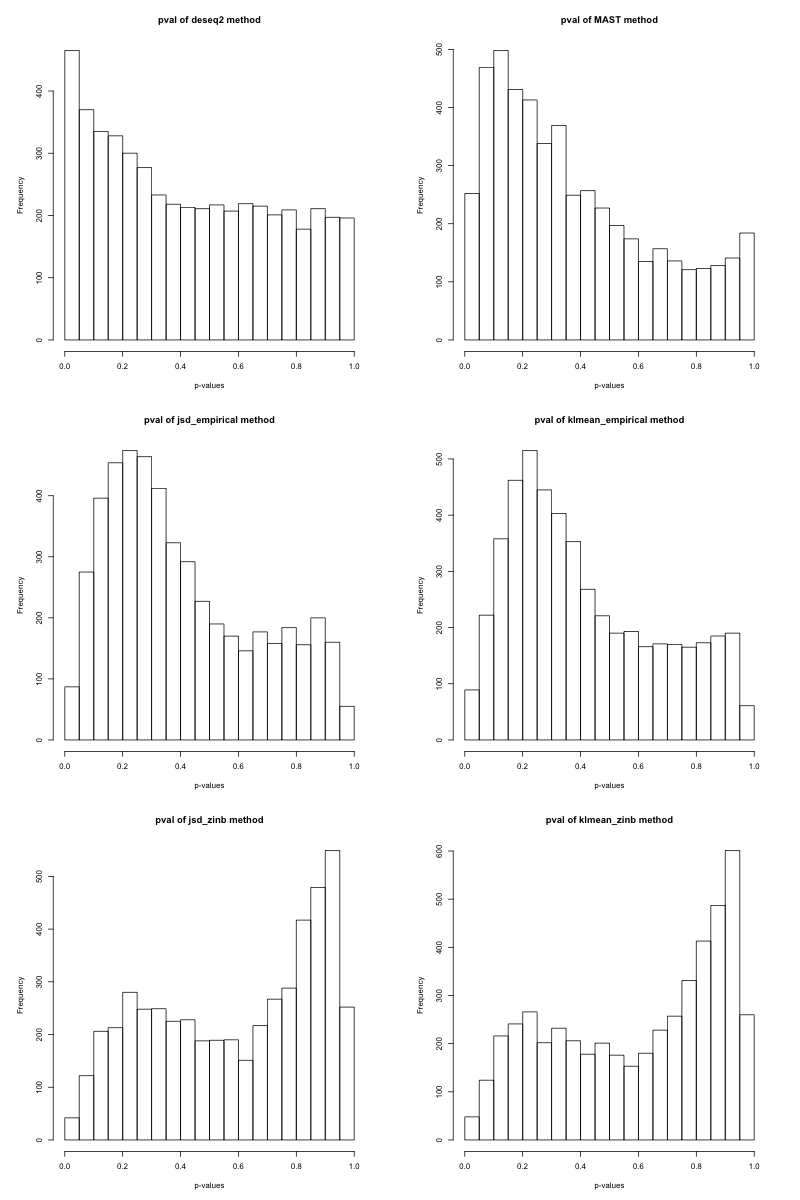 pval of deseq2 method
Frequency
0 100 200 300 400
0.0 0.2 0.4 0.6 0.8 1.0
p-values
pval of MAST method
Frequency
0 100 200 300 400 500
0.0 0.2 0.4 0.6 0.8 1.0
p-values
pval of jsd_empirical method
Frequency
0 100 200 300 400
0.0 0.2 0.4 0.6 0.8 1.0
p-values
pval of klmean_empirical method
Frequency
0 100 200 300 400 500
0.0 0.2 0.4 0.6 0.8 1.0
p-values
pval of jsd_zinb method
Frequency
0 100 200 300 400 500
0.0 0.2 0.4 0.6 0.8 1.0
p-values
pval of klmean_zinb method
Frequency
0 100 200 300 400 500 600
0.0 0.2 0.4 0.6 0.8 1.0
p-values